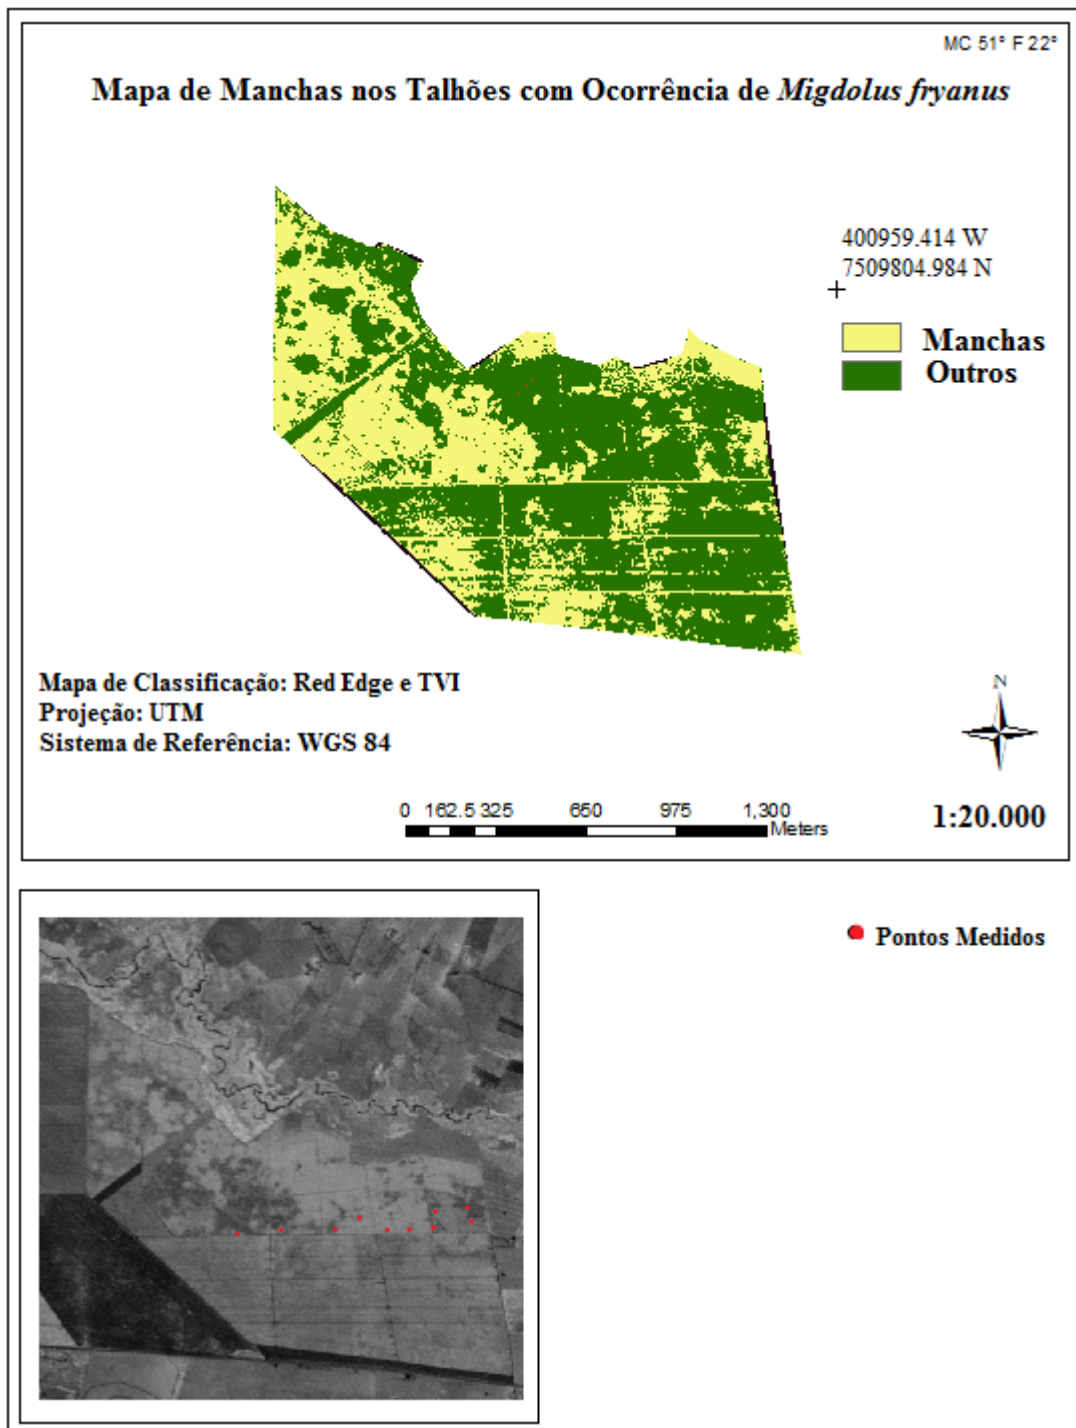 MC 51° F 22°
Mapa de Manchas nos Talhões com Ocorrência de Migdolus fryanus
400959.414 W
7509804.984 N
Manchas
Outros
Mapa de Classificação: Red Edge e TVI
Projeção: UTM
Sistema de Referência: WGS 84
N
0 162.5 325 650 975 1,300
Meters
1:20.000
Pontos Medidos